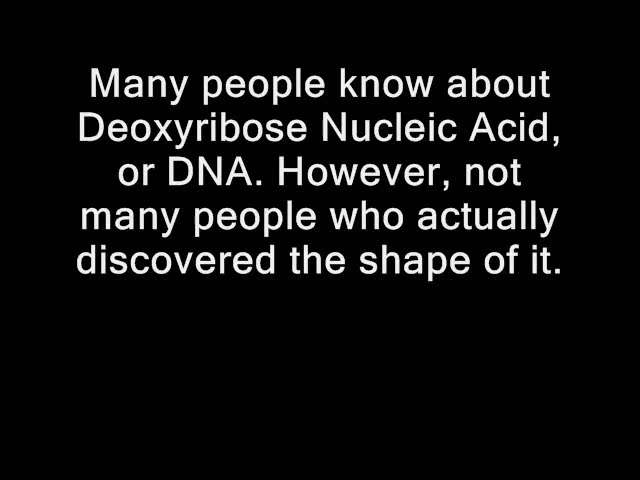 Many people know about
Deoxyribose Nucleic Acid,
or DNA. However, not
many people who actually
discovered the shape of it.